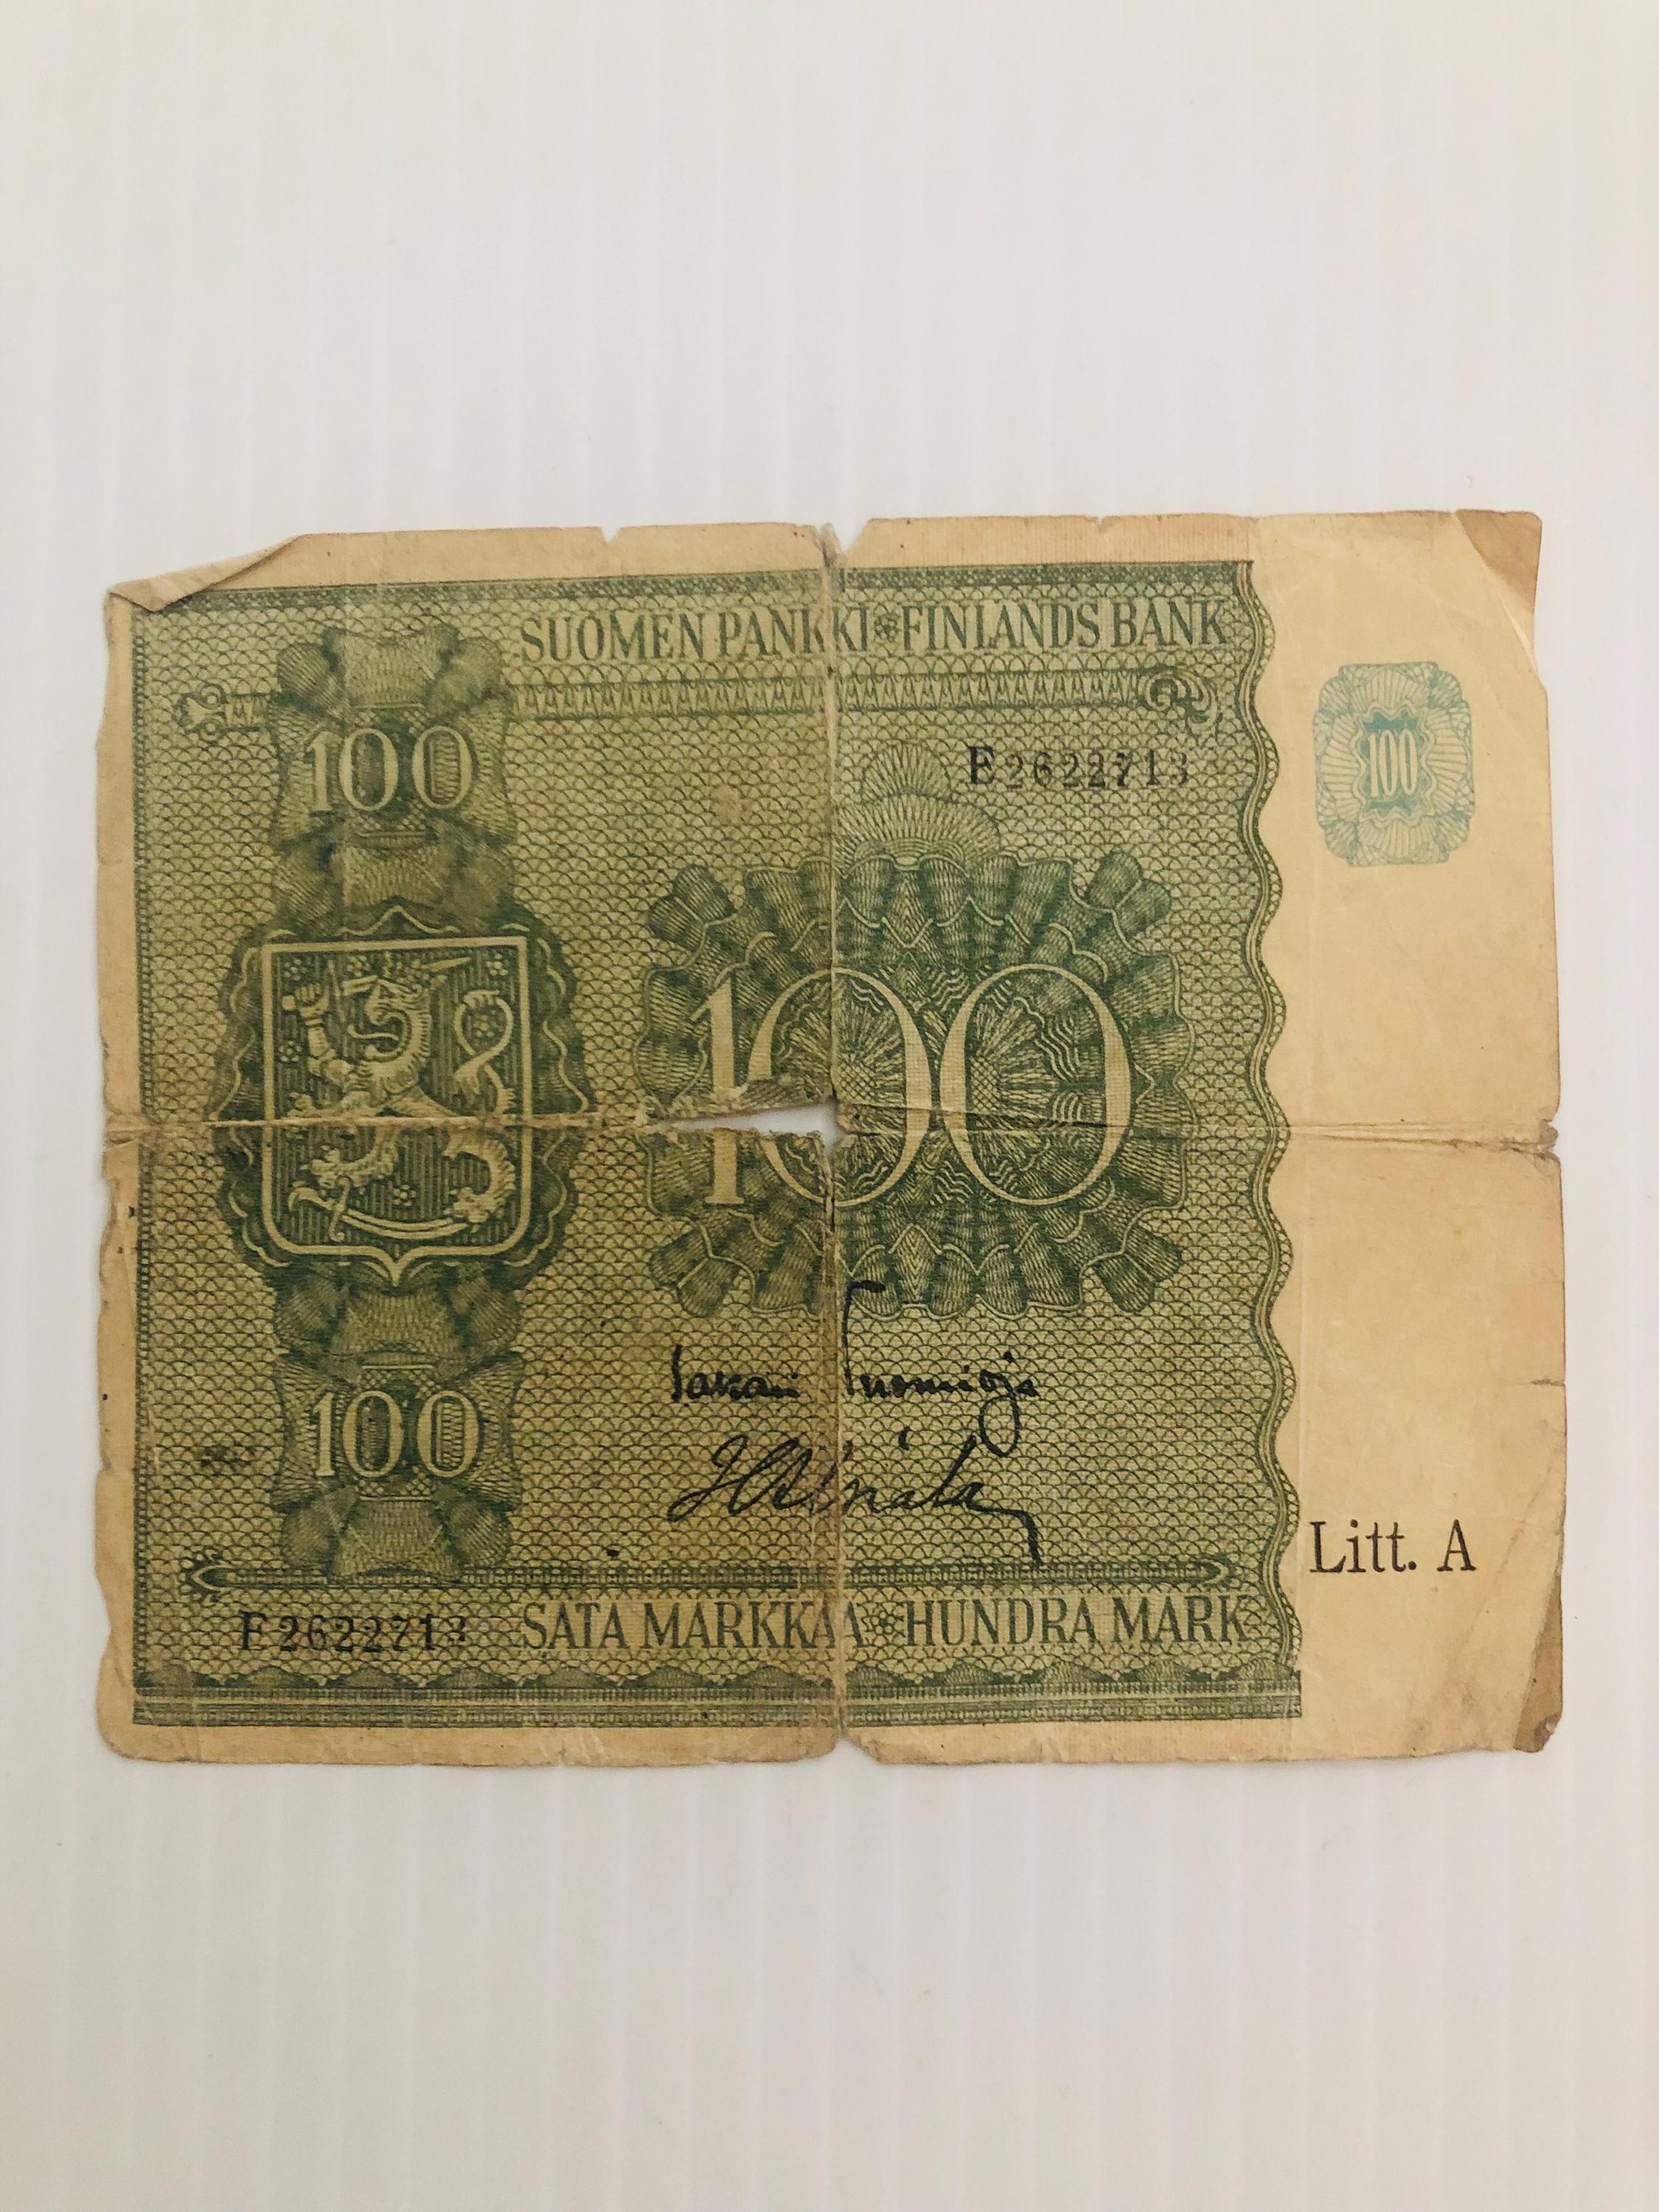 SUOMEN PANKKI FINLANDS BANK
100
E2622713
100
100
100
Litt. A
E2622713
SATA MARKKAA HUNDRA MARK